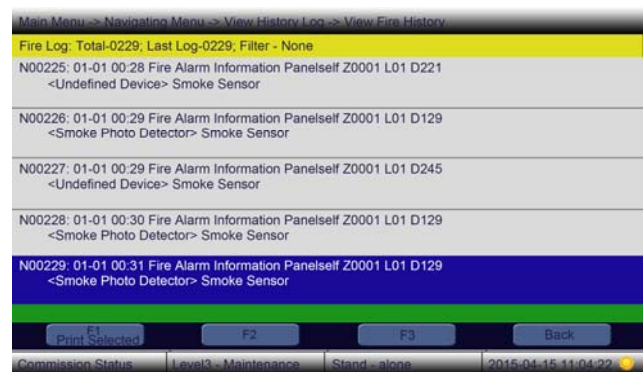 Main Menu -> Navigating Menu -> View History Log -> View Fire History
Fire Log: Total-0229; Last Log-0229; Filter - None
N00225: 01-01 00:28 Fire Alarm Information Panelself Z0001 L01 D221
<Undefined Device> Smoke Sensor
N00226: 01-01 00:29 Fire Alarm Information Panelself Z0001 L01 D129
<Smoke Photo Detector> Smoke Sensor
N00227: 01-01 00:29 Fire Alarm Information Panelself Z0001 L01 D245
<Undefined Device> Smoke Sensor
N00228: 01-01 00:30 Fire Alarm Information Panelself Z0001 L01 D129
<Smoke Photo Detector> Smoke Sensor
N00229: 01-01 00:31 Fire Alarm Information Panelself Z0001 L01 D129
<Smoke Photo Detector> Smoke Sensor
F1 F2 F3 Back
Print Selected
Commission Status Level3 - Maintenance Stand - alone 2015-04-15 11:04:22